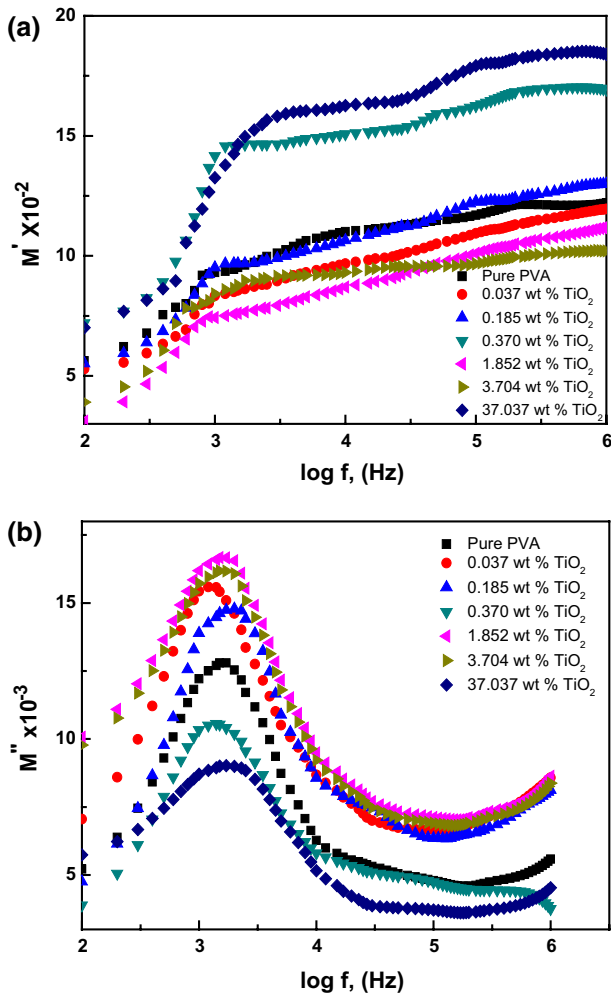 (a)
20
15
10
5
M' X10-2
Pure PVA
0.037 wt % TiO2
0.185 wt % TiO2
0.370 wt % TiO2
1.852 wt % TiO2
3.704 wt % TiO2
37.037 wt % TiO2
2 3 4 5 6
log f, (Hz)
(b)
15
10
5
M'' x10-3
Pure PVA
0.037 wt % TiO2
0.185 wt % TiO2
0.370 wt % TiO2
1.852 wt % TiO2
3.704 wt % TiO2
37.037 wt % TiO2
2 3 4 5 6
log f, (Hz)